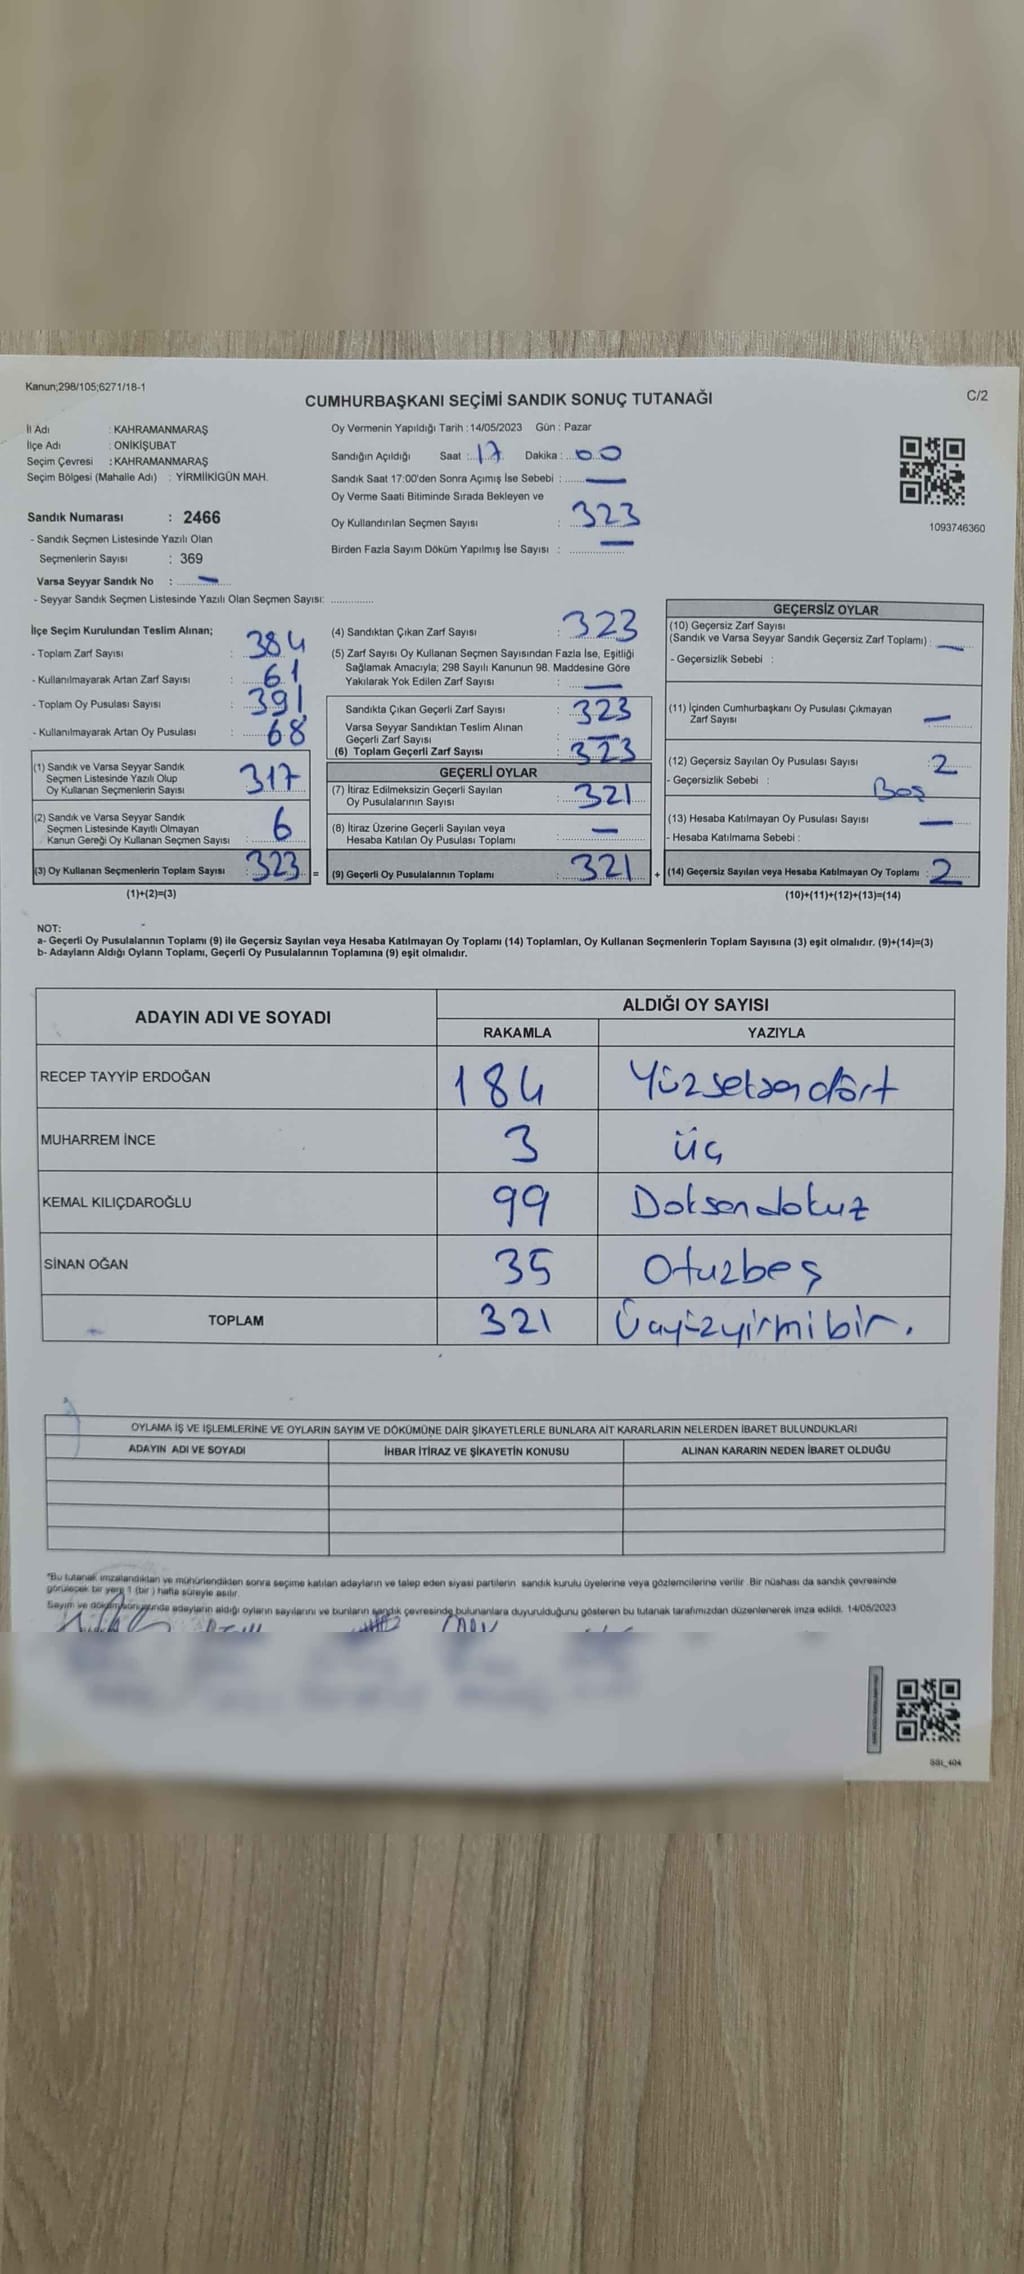 Kanun;298/105;6271/18-1
C/2
CUMHURBAŞKANI SEÇİMİ SANDIK SONUÇ TUTANAĞI
İl Adı : KAHRAMANMARAŞ
İlçe Adı : ONİKİŞUBAT
Seçim Çevresi : KAHRAMANMARAŞ
Seçim Bölgesi (Mahalle Adı) : YİRMİİKİGÜN MAH.
Sandık Numarası : 2466
- Sandık Seçmen Listesinde Yazılı Olan
Seçmenlerin Sayısı : 369
Varsa Seyyar Sandık No : —
- Seyyar Sandık Seçmen Listesinde Yazılı Olan Seçmen Sayısı: ..............
Oy Vermenin Yapıldığı Tarih :14/05/2023 Gün : Pazar
Sandığın Açıldığı Saat : 17 Dakika : 00
Sandık Saat 17:00'den Sonra Açımış İse Sebebi : —
Oy Verme Saati Bitiminde Sırada Bekleyen ve
Oy Kullandırılan Seçmen Sayısı : 323
Birden Fazla Sayım Döküm Yapılmış İse Sayısı : —
1093746360
İlçe Seçim Kurulundan Teslim Alınan;
- Toplam Zarf Sayısı : 384
- Kullanılmayarak Artan Zarf Sayısı : 61
- Toplam Oy Pusulası Sayısı : 391
- Kullanılmayarak Artan Oy Pusulası : 68
(1) Sandık ve Varsa Seyyar Sandık
Seçmen Listesinde Yazılı Olup
Oy Kullanan Seçmenlerin Sayısı 317
(2) Sandık ve Varsa Seyyar Sandık
Seçmen Listesinde Kayıtlı Olmayan
Kanun Gereği Oy Kullanan Seçmen Sayısı : 6
(3) Oy Kullanan Seçmenlerin Toplam Sayısı : 323 =
(1)+(2)=(3)
(4) Sandıktan Çıkan Zarf Sayısı : 323
(5) Zarf Sayısı Oy Kullanan Seçmen Sayısından Fazla İse, Eşitliği
Sağlamak Amacıyla; 298 Sayılı Kanunun 98. Maddesine Göre
Yakılarak Yok Edilen Zarf Sayısı : —
Sandıkta Çıkan Geçerli Zarf Sayısı : 323
Varsa Seyyar Sandıktan Teslim Alınan
Geçerli Zarf Sayısı : —
(6) Toplam Geçerli Zarf Sayısı : 323
GEÇERLİ OYLAR
(7) İtiraz Edilmeksizin Geçerli Sayılan
Oy Pusulalarının Sayısı : 321
(8) İtiraz Üzerine Geçerli Sayılan veya
Hesaba Katılan Oy Pusulası Toplamı : —
(9) Geçerli Oy Pusulalarının Toplamı : 321 +
GEÇERSİZ OYLAR
(10) Geçersiz Zarf Sayısı
(Sandık ve Varsa Seyyar Sandık Geçersiz Zarf Toplamı) : —
- Geçersizlik Sebebi :
(11) İçinden Cumhurbaşkanı Oy Pusulası Çıkmayan
Zarf Sayısı : —
(12) Geçersiz Sayılan Oy Pusulası Sayısı : 2
- Geçersizlik Sebebi : Boş
(13) Hesaba Katılmayan Oy Pusulası Sayısı : —
- Hesaba Katılmama Sebebi :
(14) Geçersiz Sayılan veya Hesaba Katılmayan Oy Toplamı : 2
(10)+(11)+(12)+(13)=(14)
NOT:
a- Geçerli Oy Pusulalarının Toplamı (9) ile Geçersiz Sayılan veya Hesaba Katılmayan Oy Toplamı (14) Toplamları, Oy Kullanan Seçmenlerin Toplam Sayısına (3) eşit olmalıdır. (9)+(14)=(3)
b- Adayların Aldığı Oyların Toplamı, Geçerli Oy Pusulalarının Toplamına (9) eşit olmalıdır.
ADAYIN ADI VE SOYADI
ALDIĞI OY SAYISI
RAKAMLA YAZIYLA
RECEP TAYYİP ERDOĞAN 184 Yüzseksendört
MUHARREM İNCE 3 üç
KEMAL KILIÇDAROĞLU 99 Doksandokuz
SİNAN OĞAN 35 Otuzbeş
TOPLAM 321 Üçyüzyirmibir.
OYLAMA İŞ VE İŞLEMLERİNE VE OYLARIN SAYIM VE DÖKÜMÜNE DAİR ŞİKAYETLERLE BUNLARA AİT KARARLARIN NELERDEN İBARET BULUNDUKLARI
ADAYIN ADI VE SOYADI İHBAR İTİRAZ VE ŞİKAYETİN KONUSU ALINAN KARARIN NEDEN İBARET OLDUĞU
*Bu tutanak imzalandıktan ve mühürlendikten sonra seçime katılan adayların ve talep eden siyasi partilerin sandık kurulu üyelerine veya gözlemcilerine verilir. Bir nüshası da sandık çevresinde
görülecek bir yere 1 (bir ) hafta süreyle asılır.
Sayım ve döküm sonucunda adayların aldığı oyların sayılarını ve bunların sandık çevresinde bulunanlara duyurulduğunu gösteren bu tutanak tarafımızdan düzenlenerek imza edildi. 14/05/2023
SSI_404